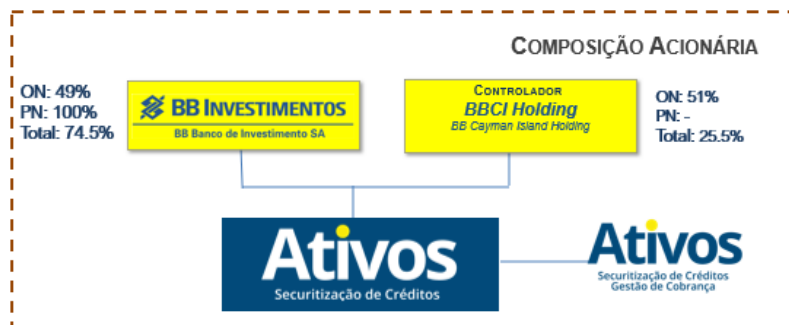 COMPOSIÇÃO ACIONÁRIA
ON: 49%
PN: 100%
Total: 74.5%
BB INVESTIMENTOS
BB Banco de Investimento SA
CONTROLADOR
BBCI Holding
BB Cayman Island Holding
ON: 51%
PN: -
Total: 25.5%
Ativos
Securitização de Créditos
Ativos
Securitização de Créditos
Gestão de Cobrança